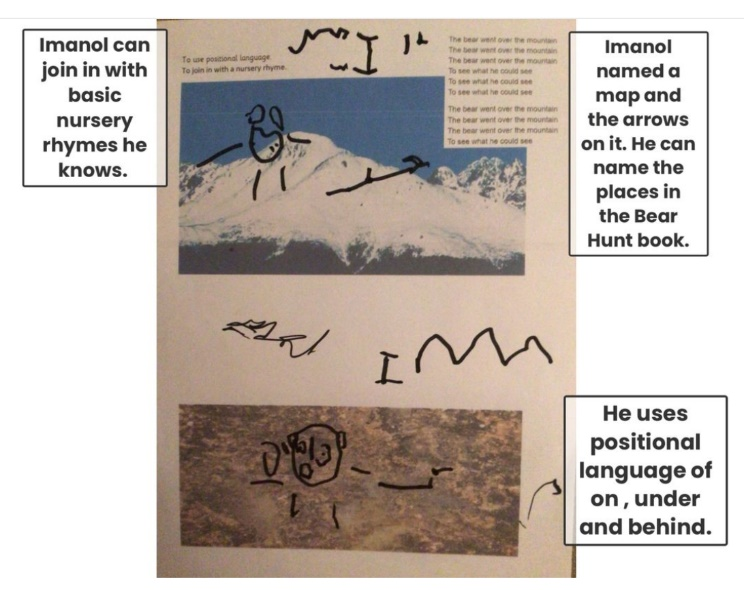 Imanol can
join in with
basic
nursery
rhymes he
knows.
To use positional language.
To join in with a nursery rhyme.
The bear went over the mountain
The bear went over the mountain
The bear went over the mountain
To see what he could see
To see what he could see
To see what he could see
The bear went over the mountain
The bear went over the mountain
The bear went over the mountain
To see what he could see
Imanol
named a
map and
the arrows
on it. He can
name the
places in
the Bear
Hunt book.
He uses
positional
language of
on , under
and behind.